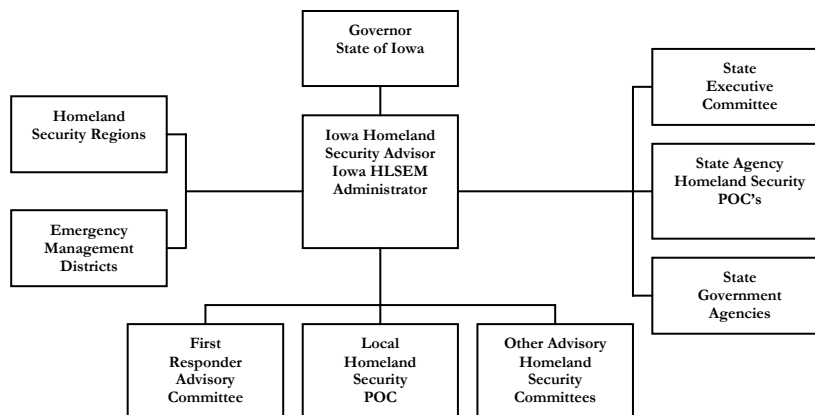 Governor
State of Iowa
State
Executive
Committee
Homeland
Security Regions
Iowa Homeland
Security Advisor
Iowa HLSEM
Administrator
State Agency
Homeland Security
POC's
Emergency
Management
Districts
State
Government
Agencies
First
Responder
Advisory
Committee
Local
Homeland
Security
POC
Other Advisory
Homeland
Security
Committees